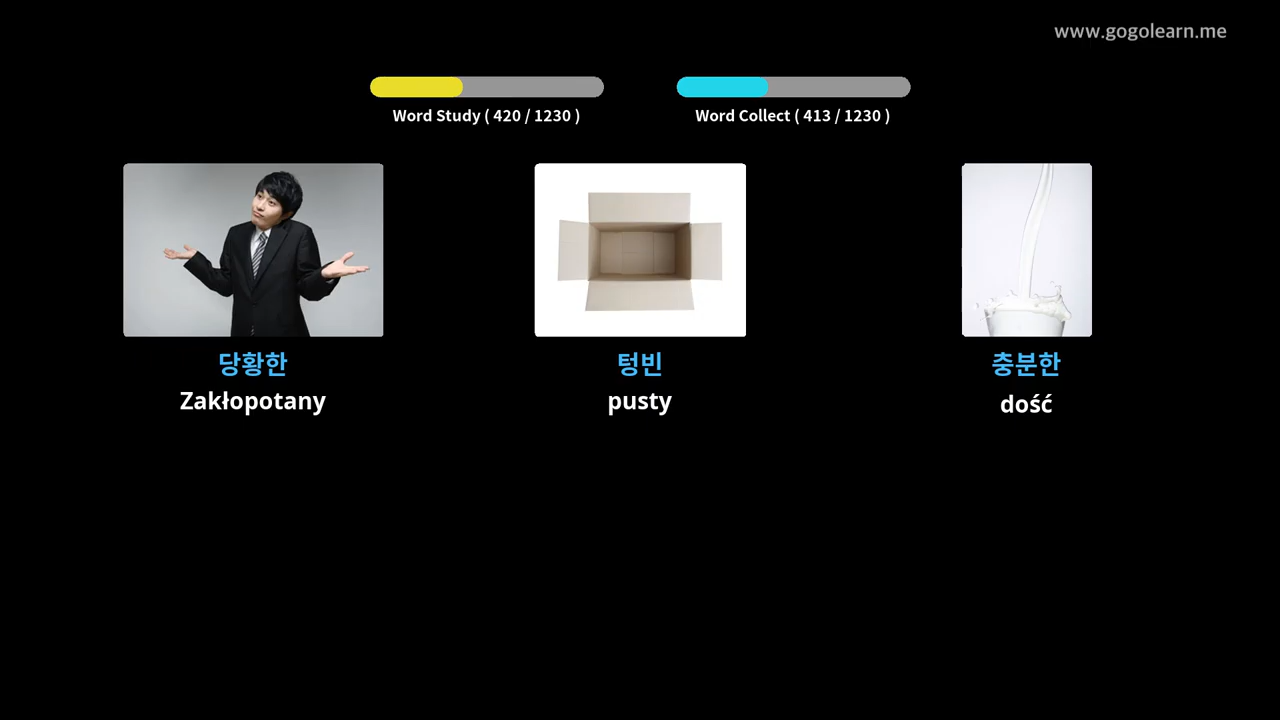 www.gogolearn.me
Word Study ( 420 / 1230 )
Word Collect ( 413 / 1230 )
당황한
Zakłopotany
텅빈
pusty
충분한
dość